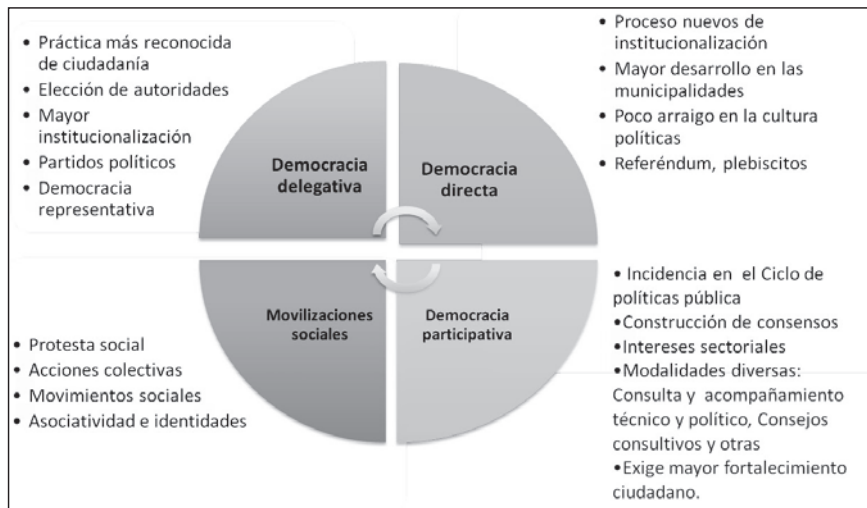 • Práctica más reconocida
de ciudadanía
• Elección de autoridades
• Mayor
institucionalización
• Partidos políticos
• Democracia
representativa
Democracia
delegativa
Democracia
directa
• Proceso nuevos de
institucionalización
• Mayor desarrollo en las
municipalidades
• Poco arraigo en la cultura
políticas
• Referéndum, plebiscitos
Movilizaciones
sociales
Democracia
participativa
• Protesta social
• Acciones colectivas
• Movimientos sociales
• Asociatividad e identidades
• Incidencia en el Ciclo de
políticas pública
•Construcción de consensos
•Intereses sectoriales
•Modalidades diversas:
Consulta y acompañamiento
técnico y político, Consejos
consultivos y otras
•Exige mayor fortalecimiento
ciudadano.